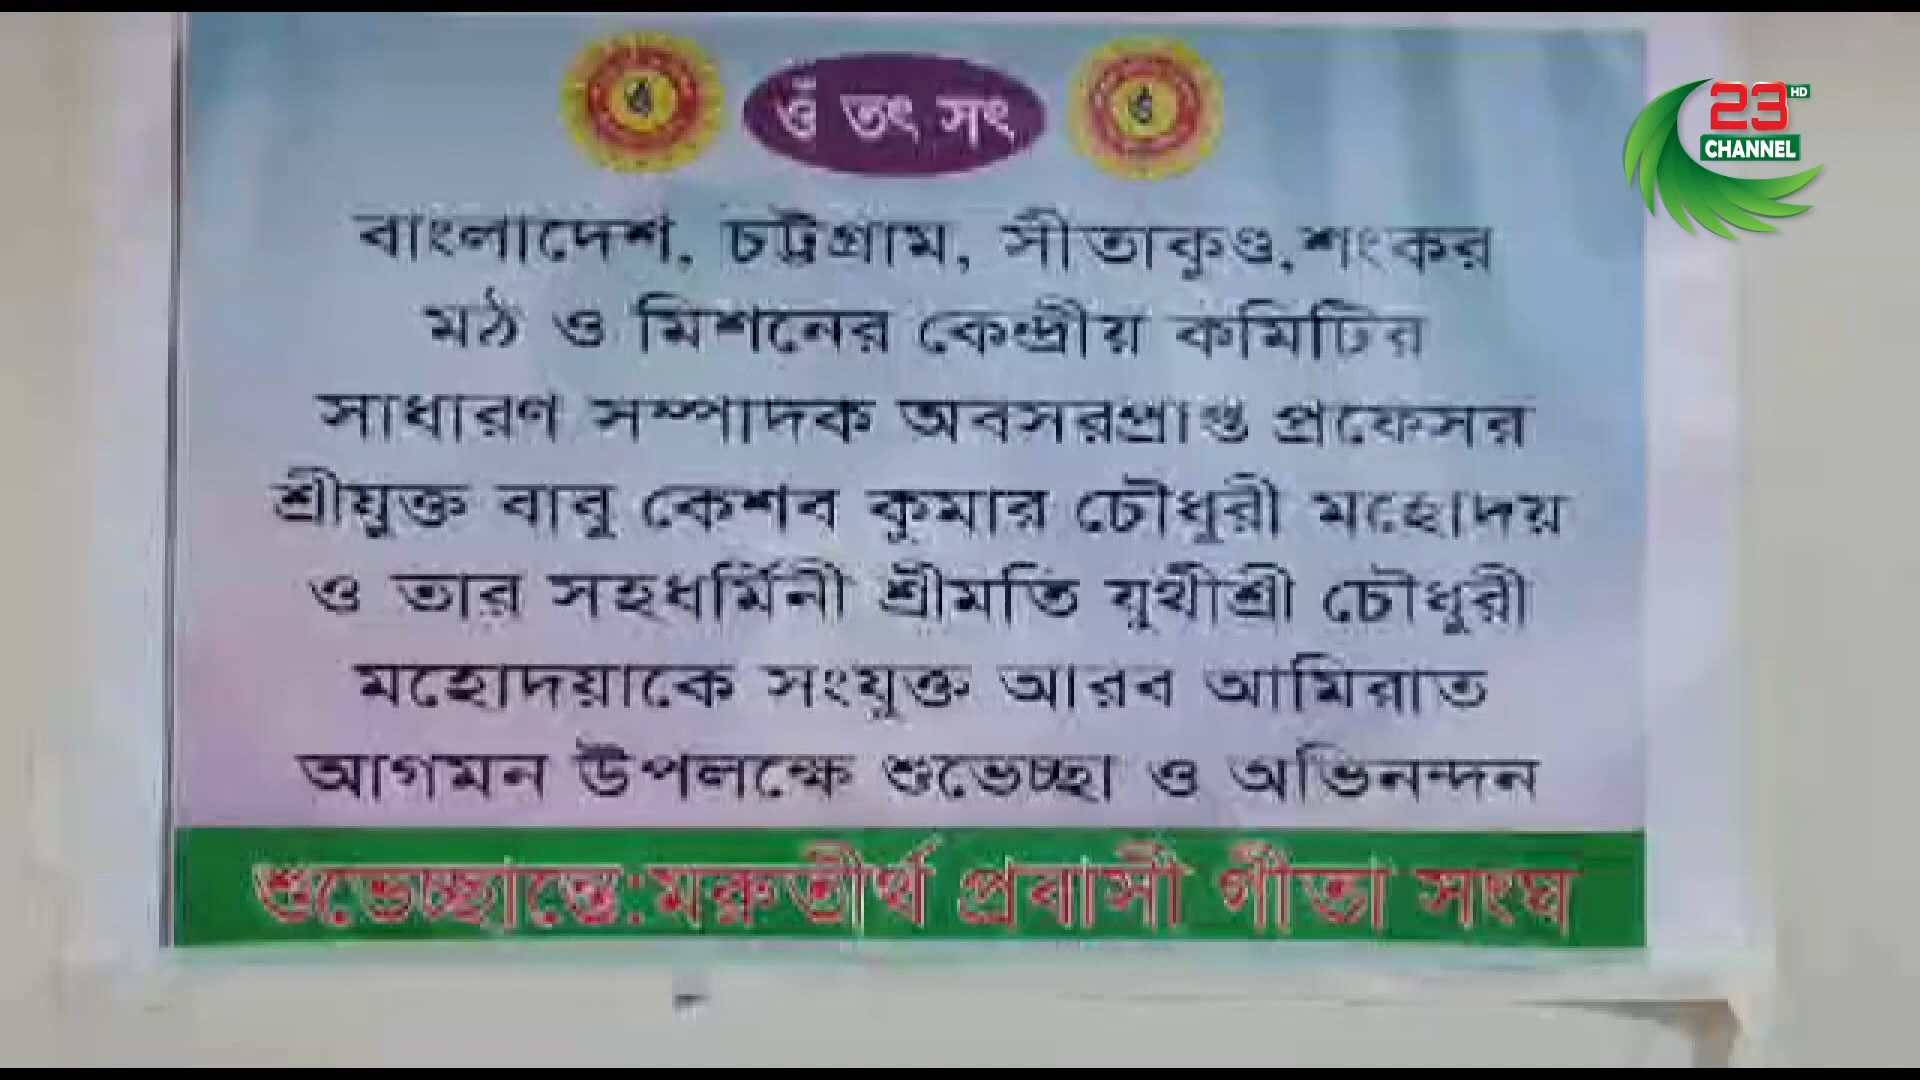 ওঁ তৎ সৎ
23 HD
CHANNEL
বাংলাদেশ, চট্টগ্রাম, সীতাকুণ্ড,শংকর
মঠ ও মিশনের কেন্দ্রীয় কমিটির
সাধারণ সম্পাদক অবসরপ্রাপ্ত প্রফেসর
শ্রীযুক্ত বাবু কেশব কুমার চৌধুরী মহোদয়
ও তার সহধর্মিনী শ্রীমতি যুথীশ্রী চৌধুরী
মহোদয়াকে সংযুক্ত আরব আমিরাত
আগমন উপলক্ষে শুভেচ্ছা ও অভিনন্দন
শুভেচ্ছান্তে:মরুতীর্থ প্রবাসী গীতা সংঘ